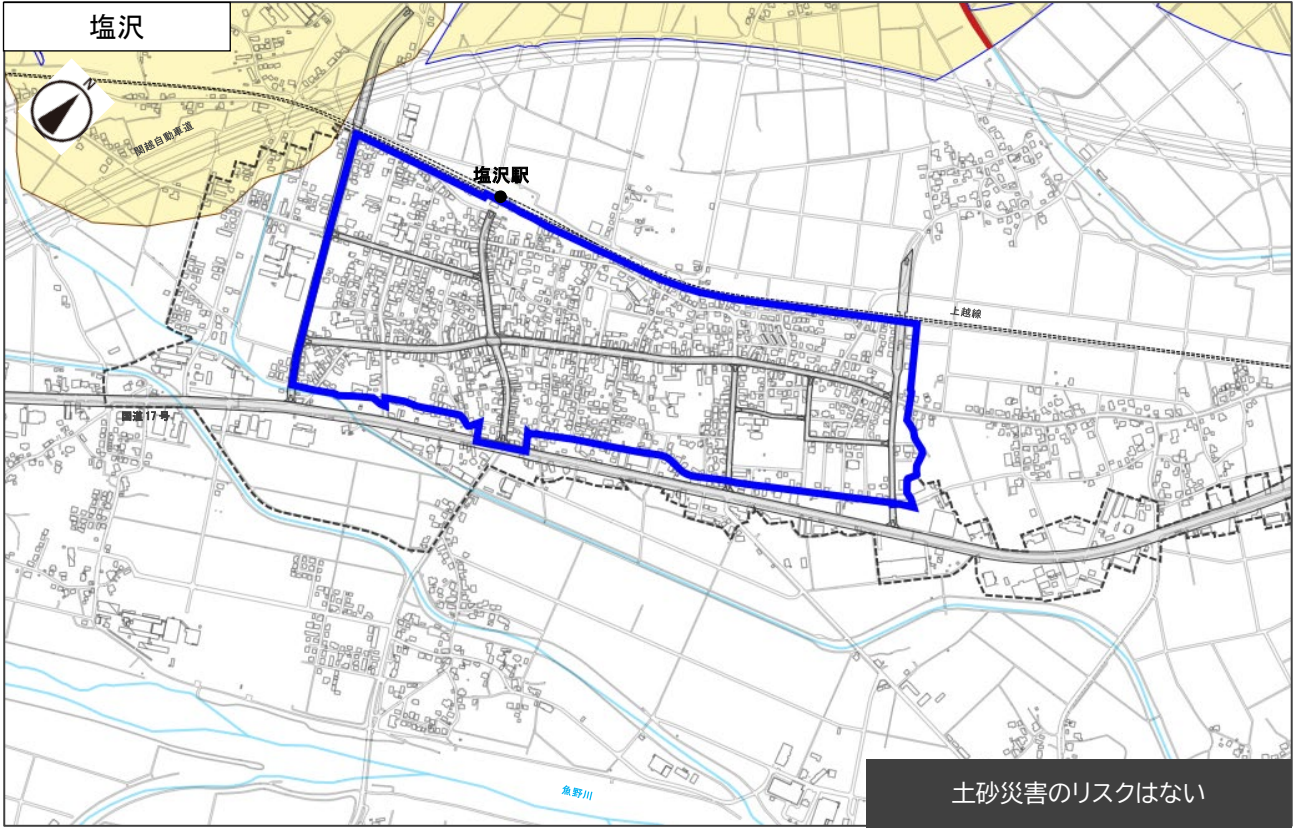 塩沢
N
関越自動車道
塩沢駅
上越線
国道17号
魚野川
土砂災害のリスクはない